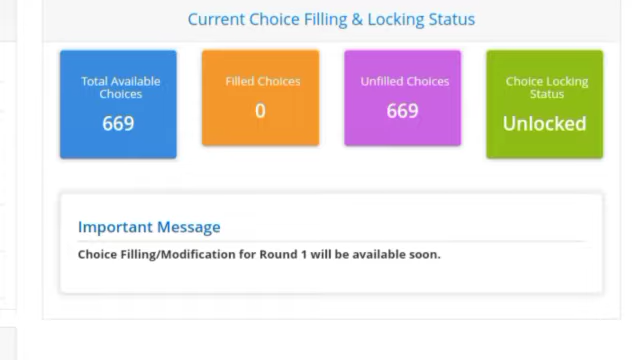 Current Choice Filling & Locking Status
Total Available
Choices
669
Filled Choices
0
Unfilled Choices
669
Choice Locking
Status
Unlocked
Important Message
Choice Filling/Modification for Round 1 will be available soon.